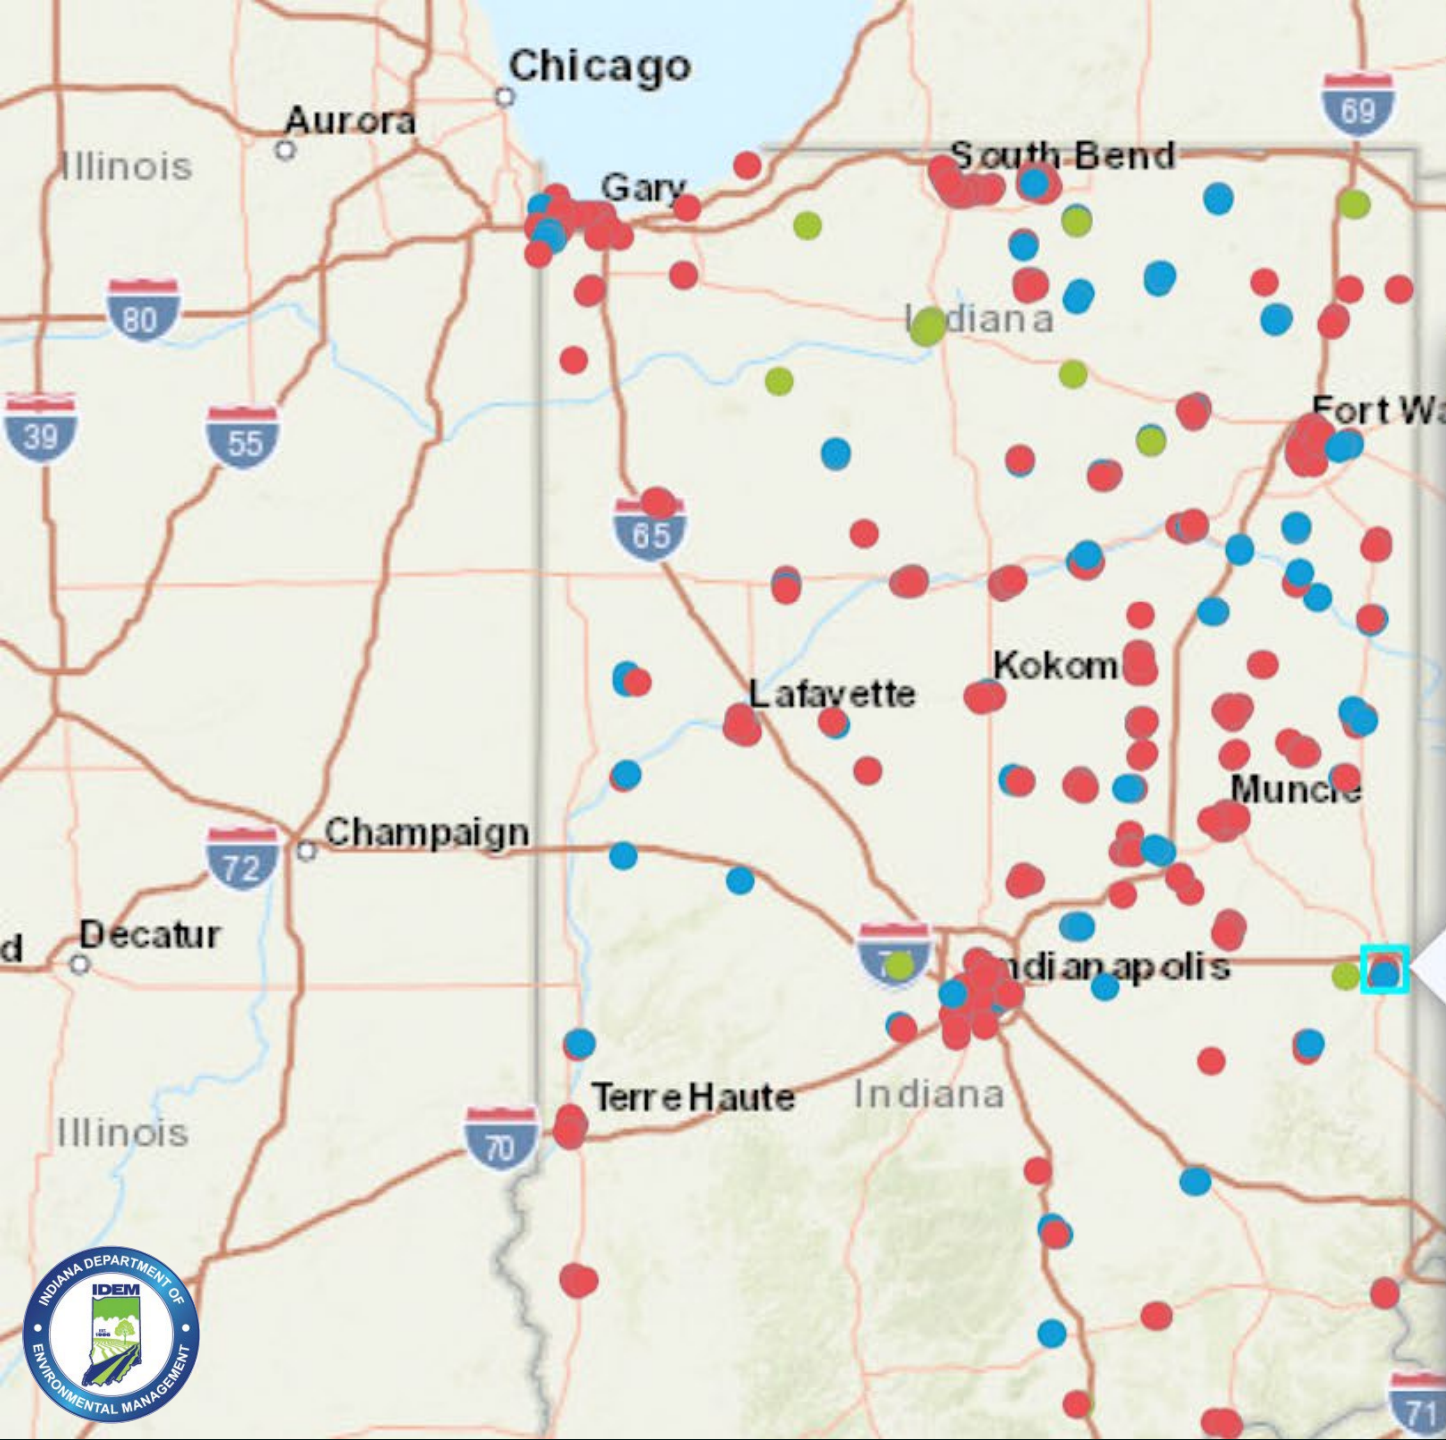 Chicago
69
Aurora
South Bend
Illinois
Gary
80
Indiana
39
55
Fort Wa
65
Kokom
Lafayette
Muncie
Champaign
72
Decatur
d
Indianapolis
Terre Haute
Indiana
Illinois
70
INDIANA DEPARTMENT OF
IDEM
ENVIRONMENTAL MANAGEMENT
71